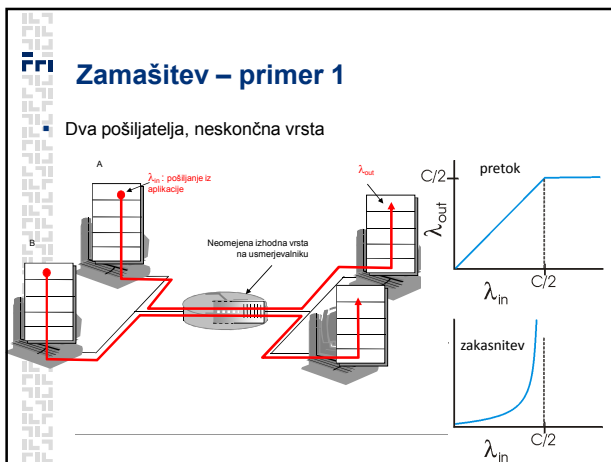 Fri
Zamašitev – primer 1
▪ Dva pošiljatelja, neskončna vrsta
A
λin : pošiljanje iz
aplikacije
λout
B
Neomejena izhodna vrsta
na usmerjevalniku
C/2
pretok
λout
C/2
λin
zakasnitev
C/2
λin